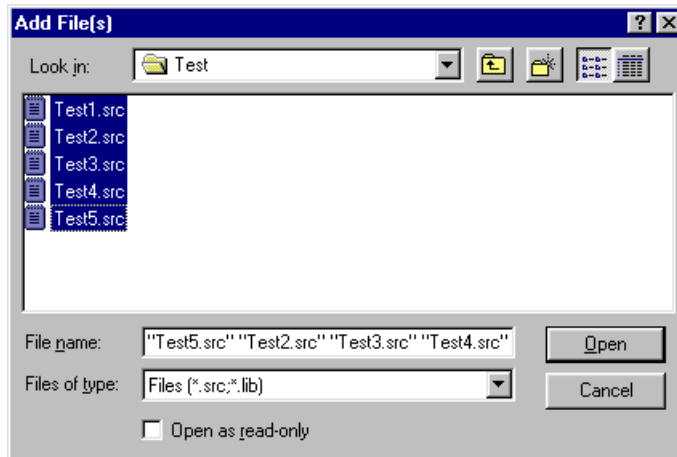 Add File(s)
Look in: Test
Test1.src
Test2.src
Test3.src
Test4.src
Test5.src
File name: "Test5.src" "Test2.src" "Test3.src" "Test4.src"
Open
Files of type: Files (*.src;*.lib)
Cancel
Open as read-only